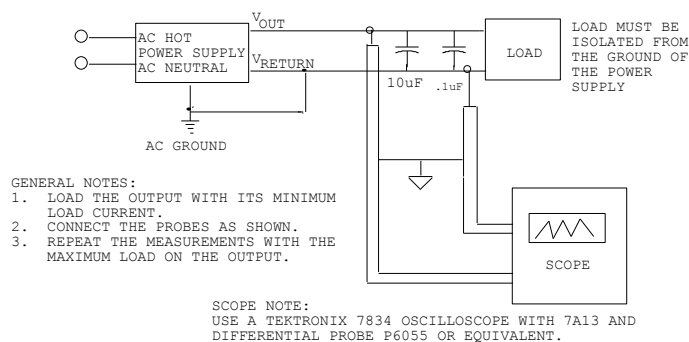 VOUT
AC HOT
POWER SUPPLY
AC NEUTRAL
VRETURN
10uF
.1uF
LOAD
LOAD MUST BE
ISOLATED FROM
THE GROUND OF
THE POWER
SUPPLY
AC GROUND
GENERAL NOTES:
1. LOAD THE OUTPUT WITH ITS MINIMUM
LOAD CURRENT.
2. CONNECT THE PROBES AS SHOWN.
3. REPEAT THE MEASUREMENTS WITH THE
MAXIMUM LOAD ON THE OUTPUT.
SCOPE
SCOPE NOTE:
USE A TEKTRONIX 7834 OSCILLOSCOPE WITH 7A13 AND
DIFFERENTIAL PROBE P6055 OR EQUIVALENT.